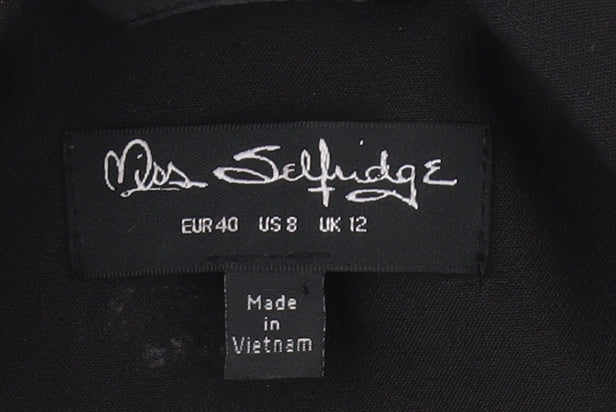 Miss Selfridge
EUR 40 US 8 UK 12
Made
in
Vietnam